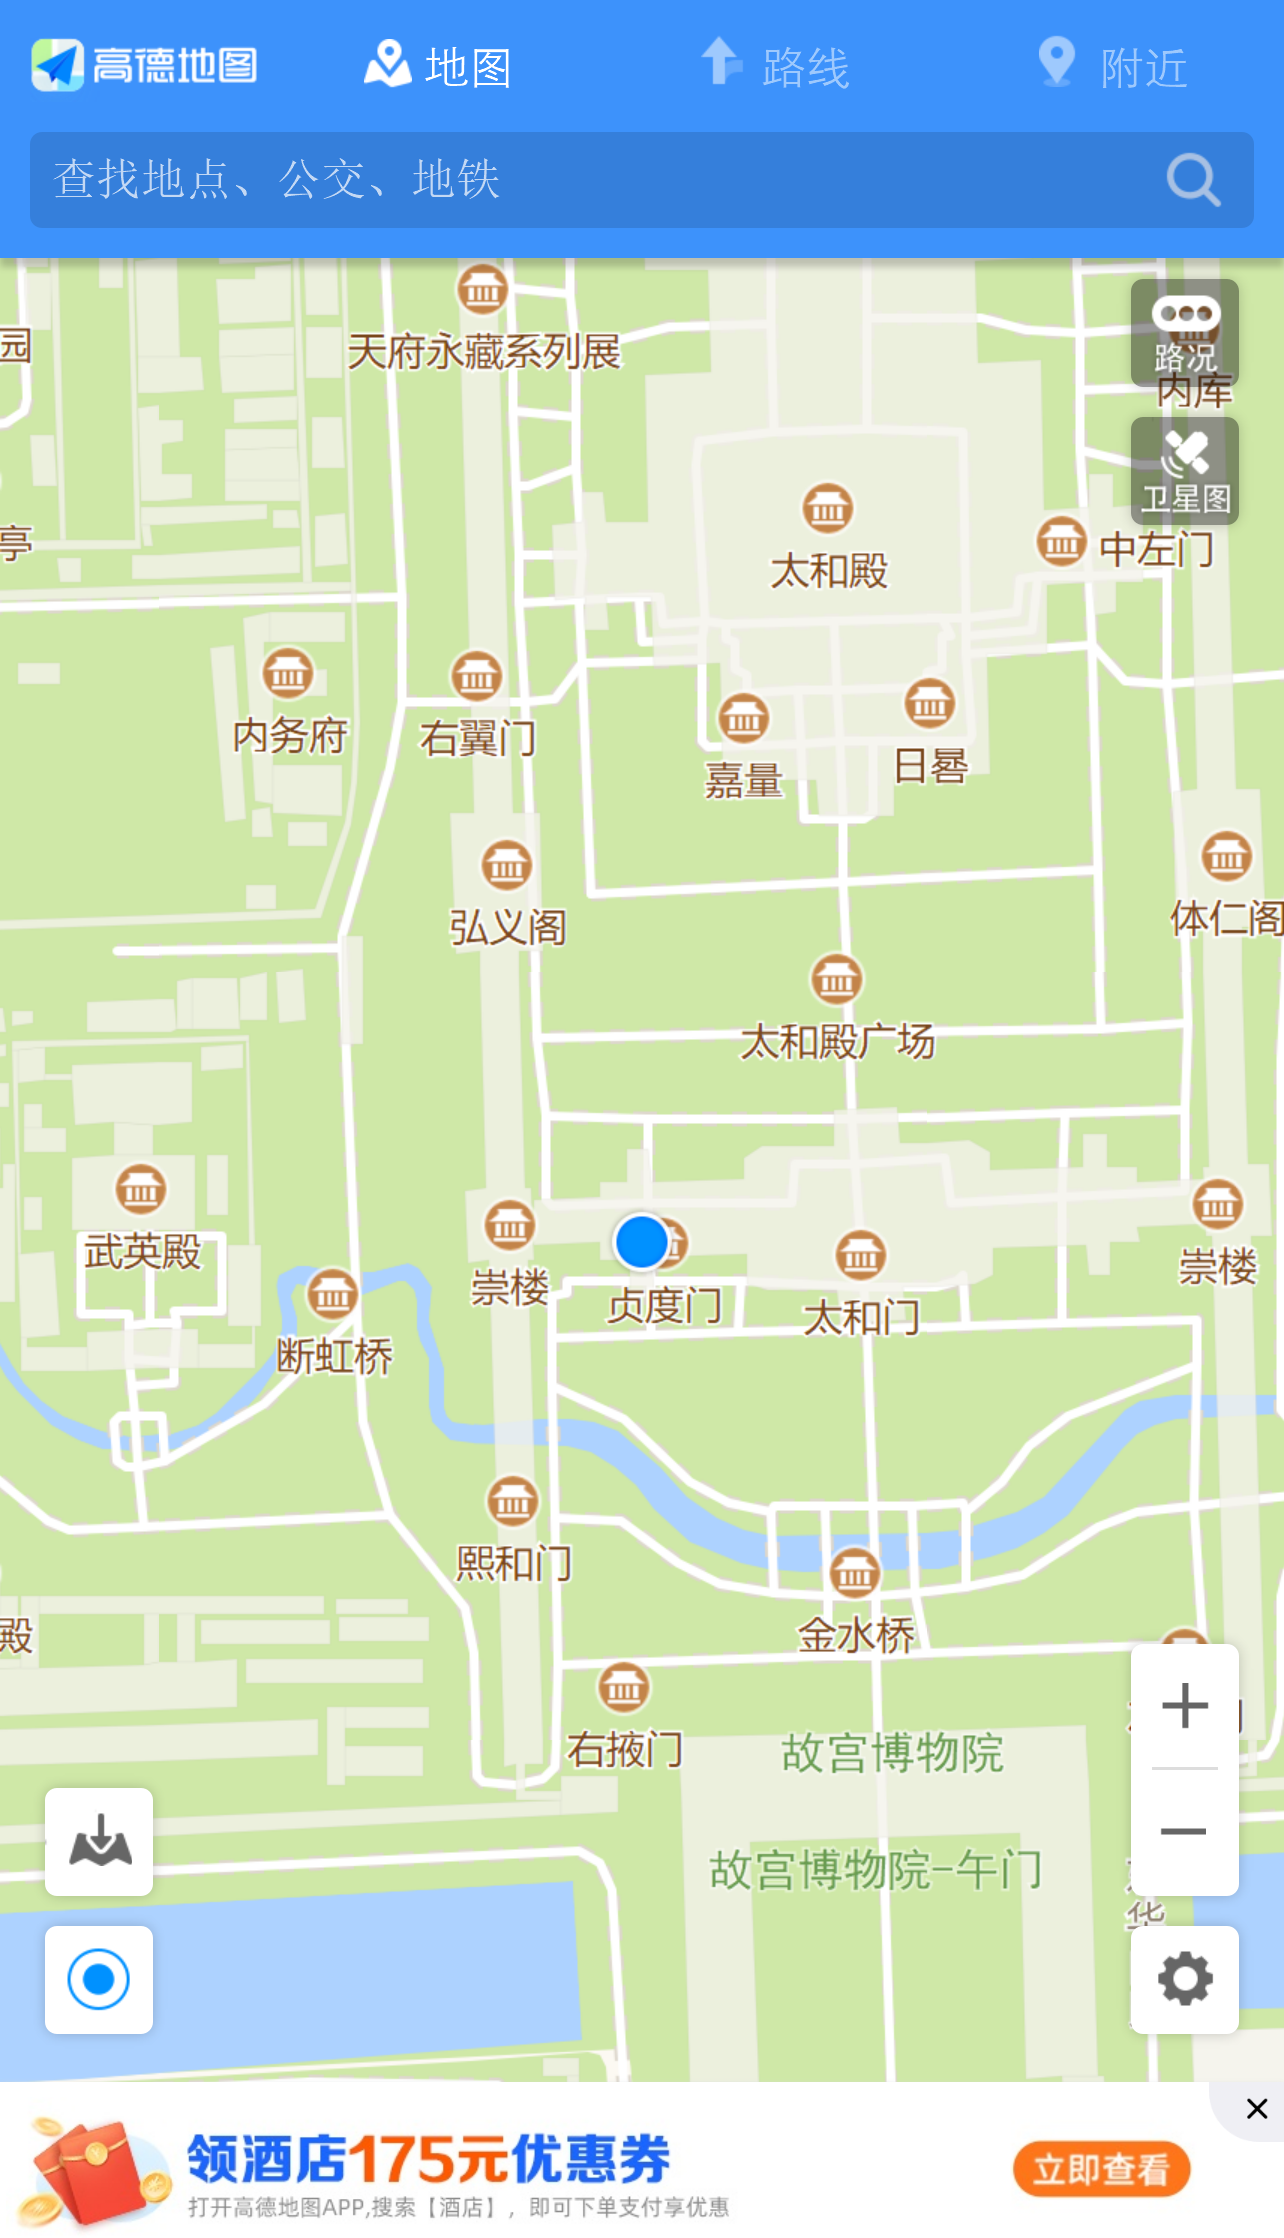 高德地图
地图
路线
附近
查找地点、公交、地铁
园
天府永藏系列展
路况
内库
卫星图
亭
太和殿
中左门
内务府
右翼门
嘉量
日晷
弘义阁
体仁阁
太和殿广场
武英殿
崇楼
贞度门
太和门
崇楼
断虹桥
熙和门
金水桥
殿
右掖门
故宫博物院
故宫博物院-午门
华
领酒店175元优惠券
打开高德地图APP,搜索【酒店】，即可下单支付享优惠
立即查看